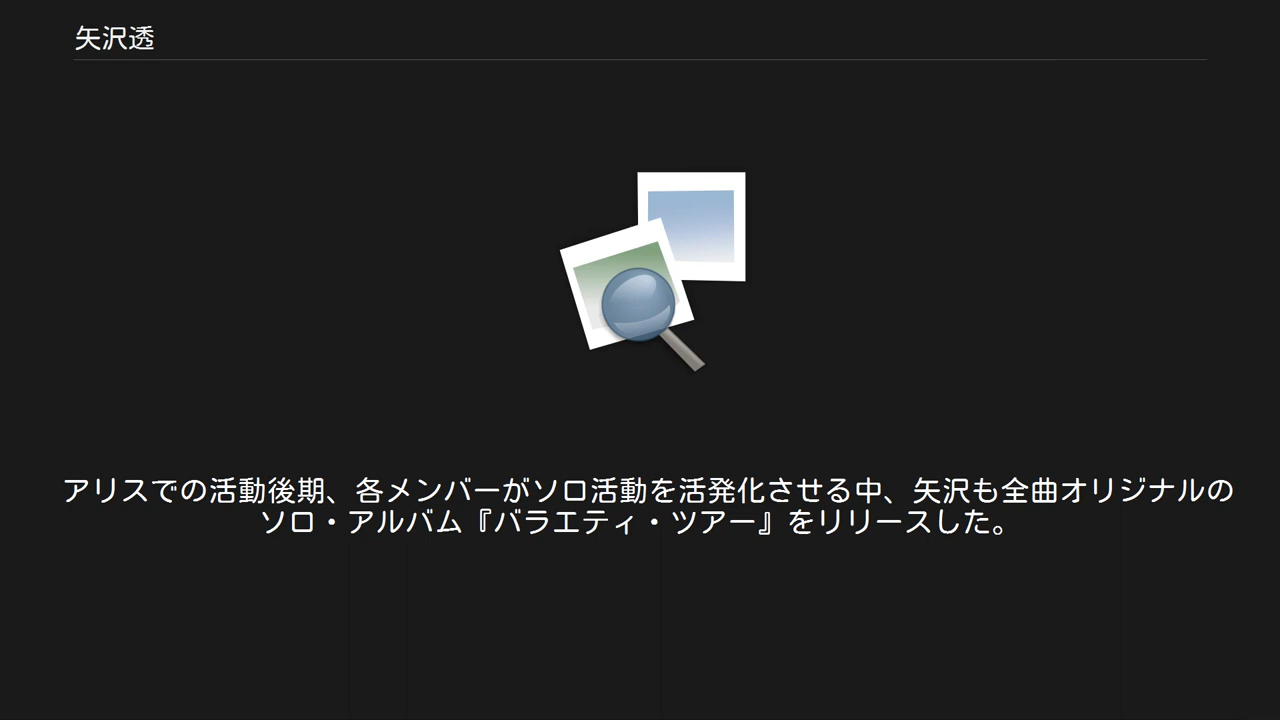 矢沢透
アリスでの活動後期、各メンバーがソロ活動を活発化させる中、矢沢も全曲オリジナルの
ソロ・アルバム『バラエティ・ツアー』をリリースした。